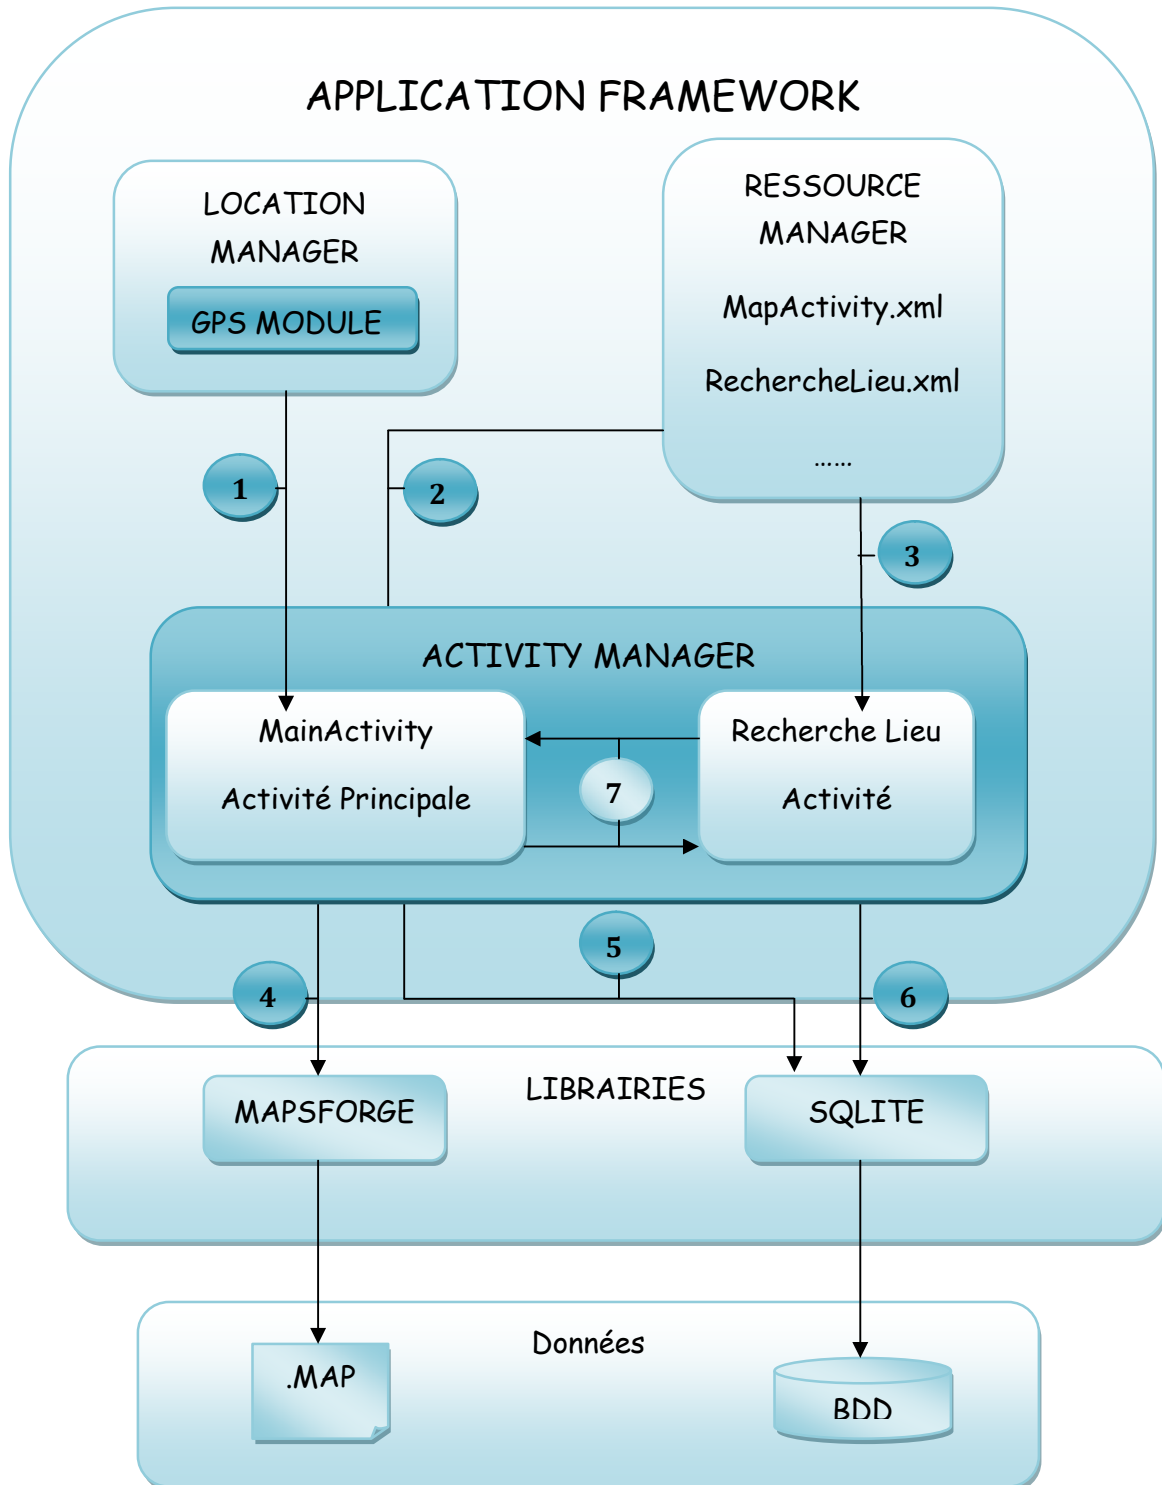 APPLICATION FRAMEWORK
LOCATION
MANAGER
GPS MODULE
RESSOURCE
MANAGER
MapActivity.xml
RechercheLieu.xml
......
1
2
3
ACTIVITY MANAGER
MainActivity
Activité Principale
Recherche Lieu
Activité
7
5
4
6
LIBRAIRIES
MAPSFORGE
SQLITE
Données
.MAP
BDD